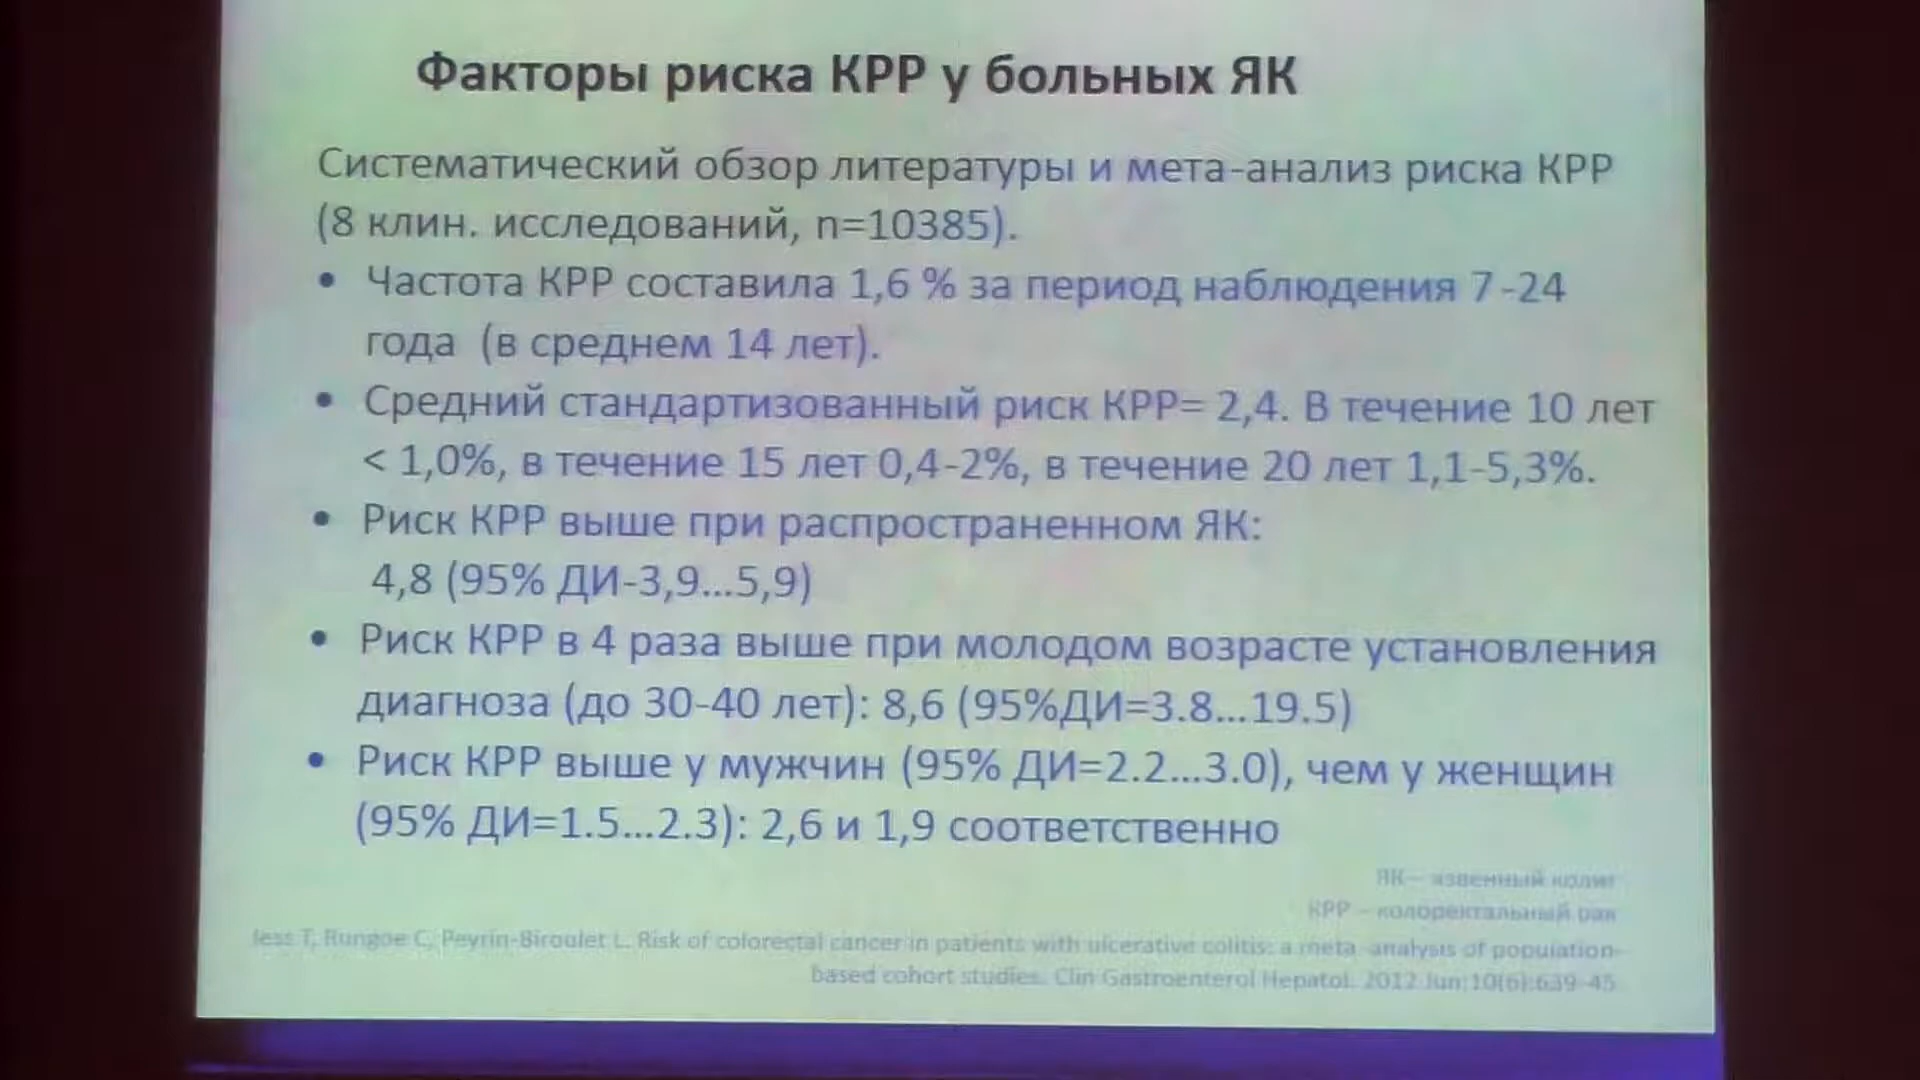 Факторы риска КРР у больных ЯК
Систематический обзор литературы и мета-анализ риска КРР
(8 клин. исследований, n=10385).
• Частота КРР составила 1,6 % за период наблюдения 7-24
года (в среднем 14 лет).
• Средний стандартизованный риск КРР= 2,4. В течение 10 лет
< 1,0%, в течение 15 лет 0,4-2%, в течение 20 лет 1,1-5,3%.
• Риск КРР выше при распространенном ЯК:
4,8 (95% ДИ-3,9...5,9)
• Риск КРР в 4 раза выше при молодом возрасте установления
диагноза (до 30-40 лет): 8,6 (95%ДИ=3.8...19.5)
• Риск КРР выше у мужчин (95% ДИ=2.2...3.0), чем у женщин
(95% ДИ=1.5...2.3): 2,6 и 1,9 соответственно
ЯК – язвенный колит
КРР – колоректальный рак
Jess T, Rungoe C, Peyrin-Biroulet L. Risk of colorectal cancer in patients with ulcerative colitis: a meta-analysis of population-
based cohort studies. Clin Gastroenterol Hepatol. 2012 Jun;10(6):639-45